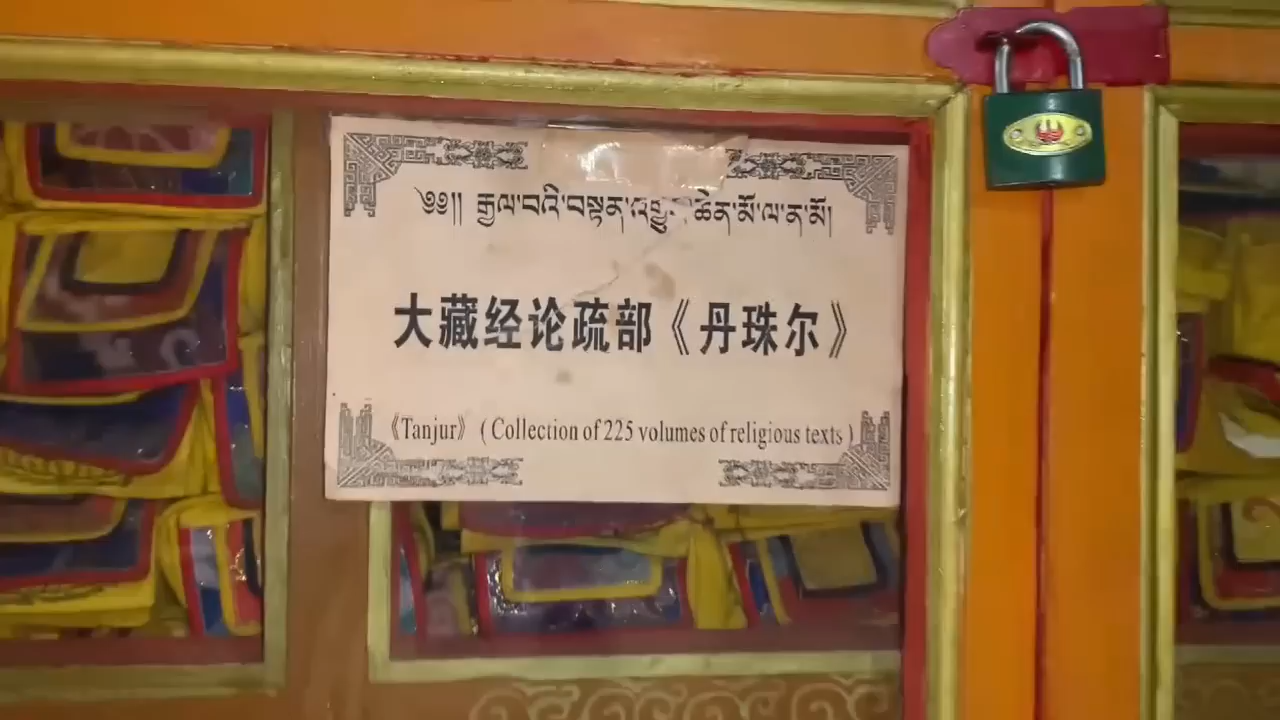 ༄༅།། རྒྱལ་བའི་བསྟན་འགྱུར་ཆེན་མོ་ལ་ན་མོ།
大藏经论疏部《丹珠尔》
《Tanjur》 ( Collection of 225 volumes of religious texts )